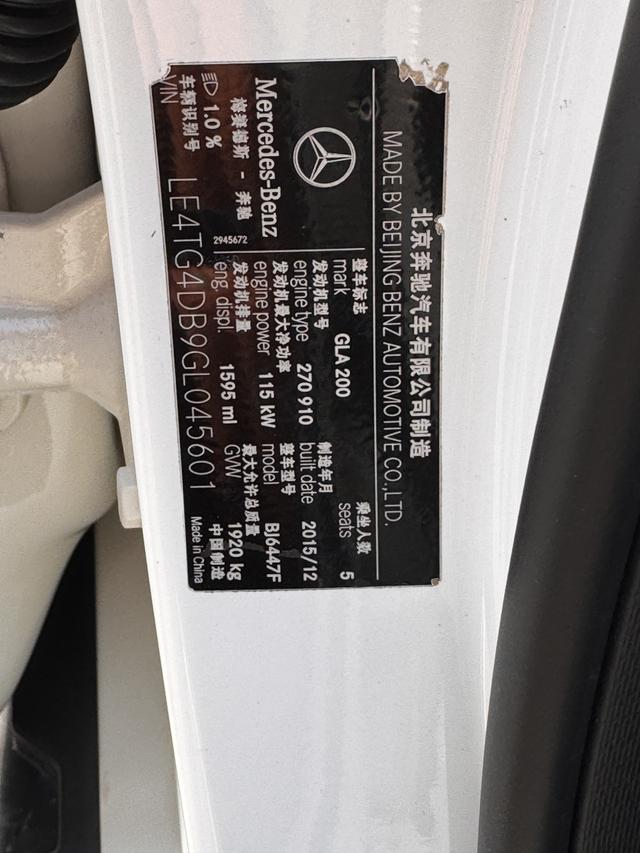 北京奔驰汽车有限公司制造
MADE BY BEIJING BENZ AUTOMOTIVE CO.,LTD.
乘坐人数
seats 5
整车标志
mark GLA 200
制造年月
built date 2015/12
发动机型号
engine type 270 910
整车型号
model BJ6447F
发动机最大净功率
engine power 115 kW
最大允许总质量
GVW 1920 kg
发动机排量
eng. displ. 1595 ml
中国制造
Made in China
Mercedes-Benz
梅赛德斯 - 奔驰
2945672
1.0 %
车辆识别号
VIN LE4TG4DB9GL045601